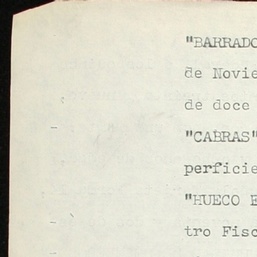 "BARRADO
de Novie
de doce
"CABRAS"
perficie
"HUECO E
tro Fisc